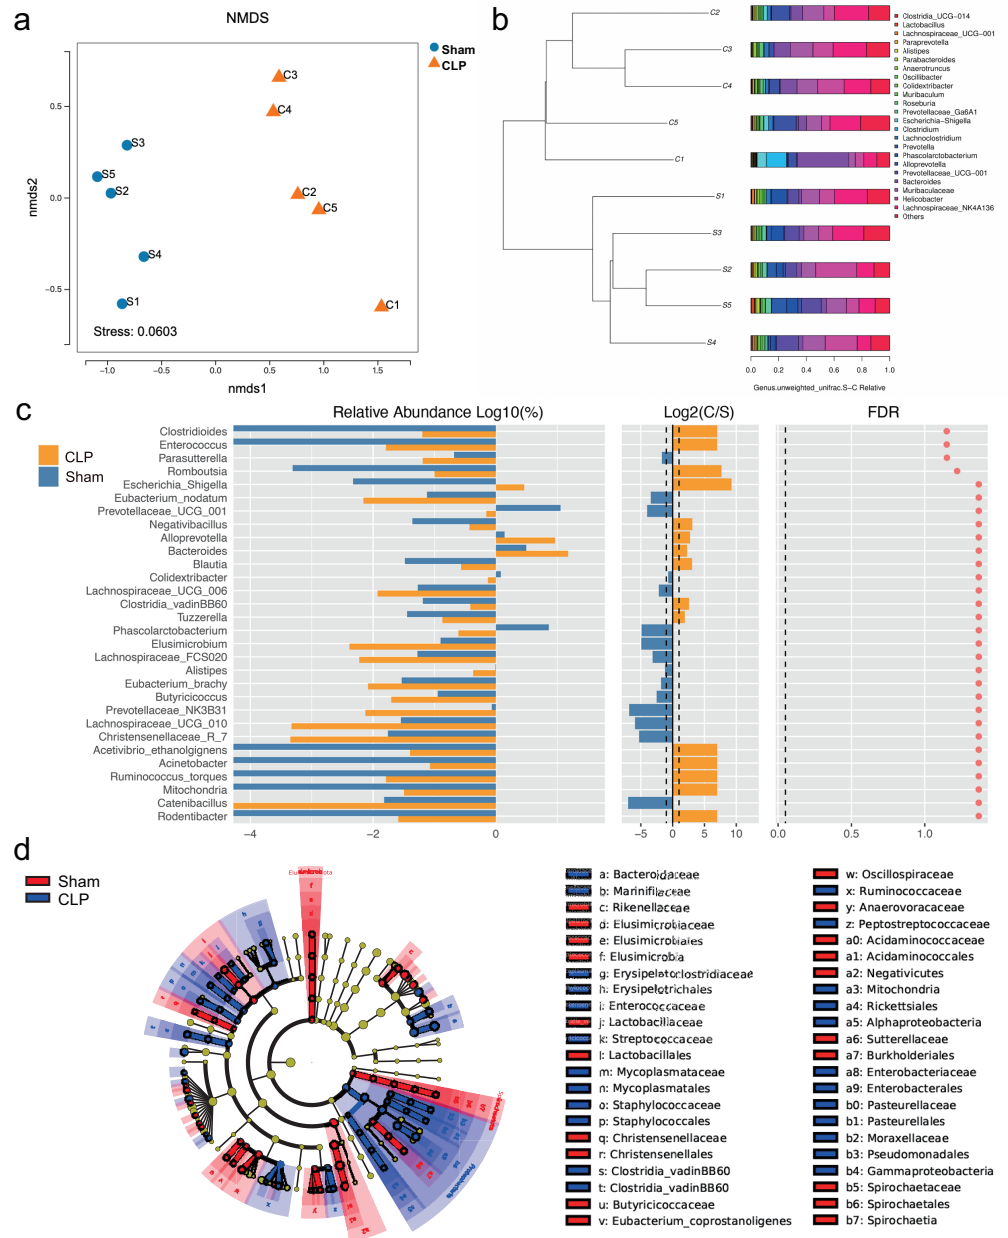 a
NMDS
Sham
CLP
C3
C4
S3
S5
S2
C2
C5
S4
S1
C1
Stress: 0.0603
0.5
0.0
−0.5
nmds2
−1.0
−0.5
0.0
0.5
1.0
1.5
nmds1
b
C2
C3
C4
C5
C1
S1
S3
S2
S5
S4
0.0
0.2
0.4
0.6
0.8
1.0
Genus.unweighted_unifrac.S−C Relative
Clostridia_UCG−014
Lactobacillus
Lachnospiraceae_UCG−001
Paraprevotella
Alistipes
Parabacteroides
Anaerotruncus
Oscillibacter
Colidextribacter
Muribaculum
Roseburia
Prevotellaceae_Ga6A1
Escherichia−Shigella
Clostridium
Lachnoclostridium
Prevotella
Phascolarctobacterium
Alloprevotella
Prevotellaceae_UCG−001
Bacteroides
Muribaculaceae
Helicobacter
Lachnospiraceae_NK4A136
Others
c
Relative Abundance Log10(%)
Log2(C/S)
FDR
CLP
Sham
Clostridioides
Enterococcus
Parasutterella
Romboutsia
Escherichia_Shigella
Eubacterium_nodatum
Prevotellaceae_UCG_001
Negativibacillus
Alloprevotella
Bacteroides
Blautia
Colidextribacter
Lachnospiraceae_UCG_006
Clostridia_vadinBB60
Tuzzerella
Phascolarctobacterium
Elusimicrobium
Lachnospiraceae_FCS020
Alistipes
Eubacterium_brachy
Butyricicoccus
Prevotellaceae_NK3B31
Lachnospiraceae_UCG_010
Christensenellaceae_R_7
Acetivibrio_ethanolgignens
Acinetobacter
Ruminococcus_torques
Mitochondria
Catenibacillus
Rodentibacter
−4
−2
0
−5
0
5
10
0.0
0.5
1.0
d
Sham
CLP
a: Bacteroidaceae
b: Marinifilaceae
c: Rikenellaceae
d: Elusimicrobiaceae
e: Elusimicrobiales
f: Elusimicrobia
g: Erysipelatoclostridiaceae
h: Erysipelotrichales
i: Enterococcaceae
j: Lactobacillaceae
k: Streptococcaceae
l: Lactobacillales
m: Mycoplasmataceae
n: Mycoplasmatales
o: Staphylococcaceae
p: Staphylococcales
q: Christensenellaceae
r: Christensenellales
s: Clostridia_vadinBB60
t: Clostridia_vadinBB60
u: Butyricicoccaceae
v: Eubacterium_coprostanoligenes
w: Oscillospiraceae
x: Ruminococcaceae
y: Anaerovoracaceae
z: Peptostreptococcaceae
a0: Acidaminococcaceae
a1: Acidaminococcales
a2: Negativicutes
a3: Mitochondria
a4: Rickettsiales
a5: Alphaproteobacteria
a6: Sutterellaceae
a7: Burkholderiales
a8: Enterobacteriaceae
a9: Enterobacterales
b0: Pasteurellaceae
b1: Pasteurellales
b2: Moraxellaceae
b3: Pseudomonadales
b4: Gammaproteobacteria
b5: Spirochaetaceae
b6: Spirochaetales
b7: Spirochaetia